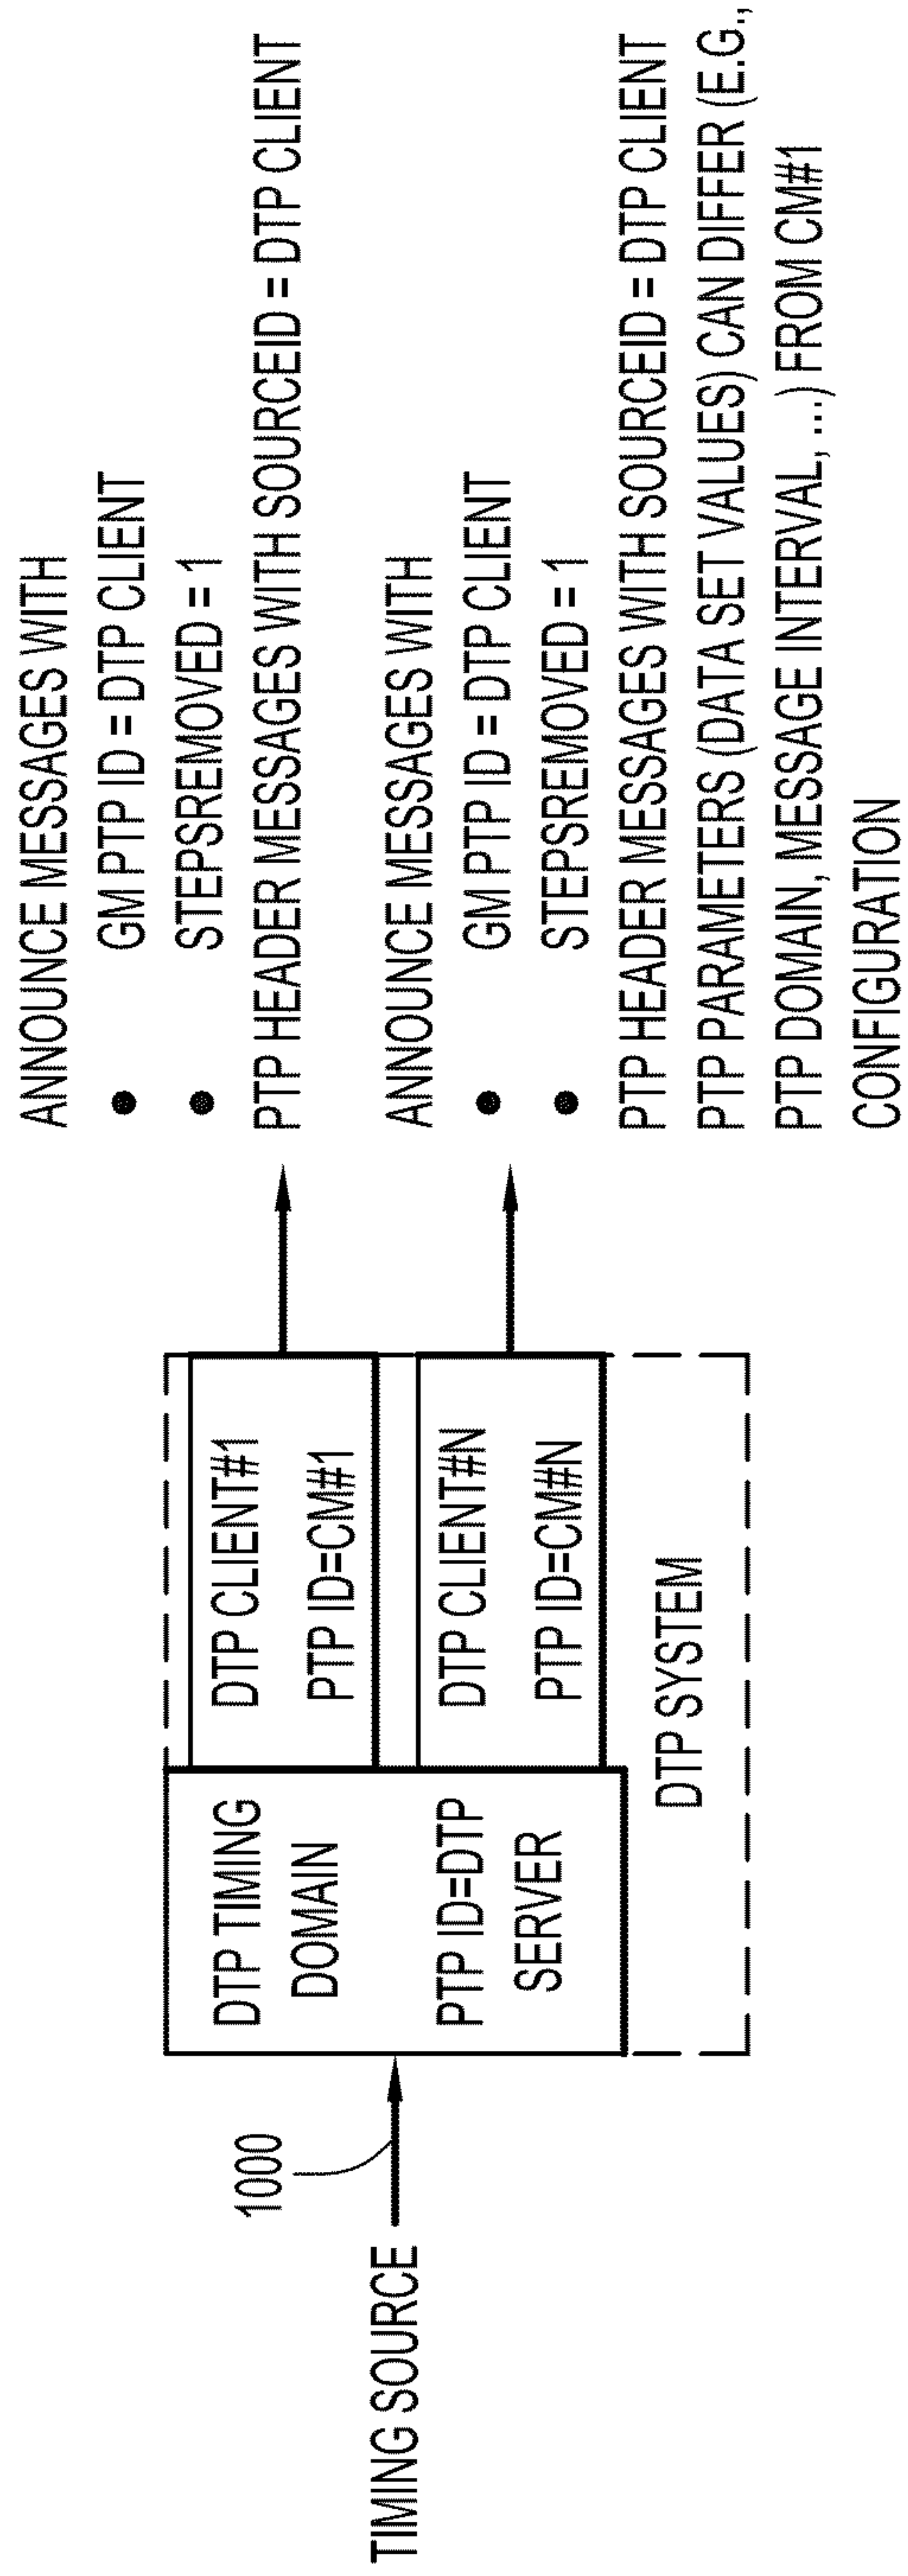 TIMING SOURCE
1000
DTP TIMING
DOMAIN
PTP ID=DTP
SERVER
DTP CLIENT#1
PTP ID=CM#1
DTP CLIENT#N
PTP ID=CM#N
DTP SYSTEM
ANNOUNCE MESSAGES WITH
• GM PTP ID = DTP CLIENT
• STEPSREMOVED = 1
PTP HEADER MESSAGES WITH SOURCEID = DTP CLIENT
ANNOUNCE MESSAGES WITH
• GM PTP ID = DTP CLIENT
• STEPSREMOVED = 1
PTP HEADER MESSAGES WITH SOURCEID = DTP CLIENT
PTP PARAMETERS (DATA SET VALUES) CAN DIFFER (E.G.,
PTP DOMAIN, MESSAGE INTERVAL, ...) FROM CM#1
CONFIGURATION